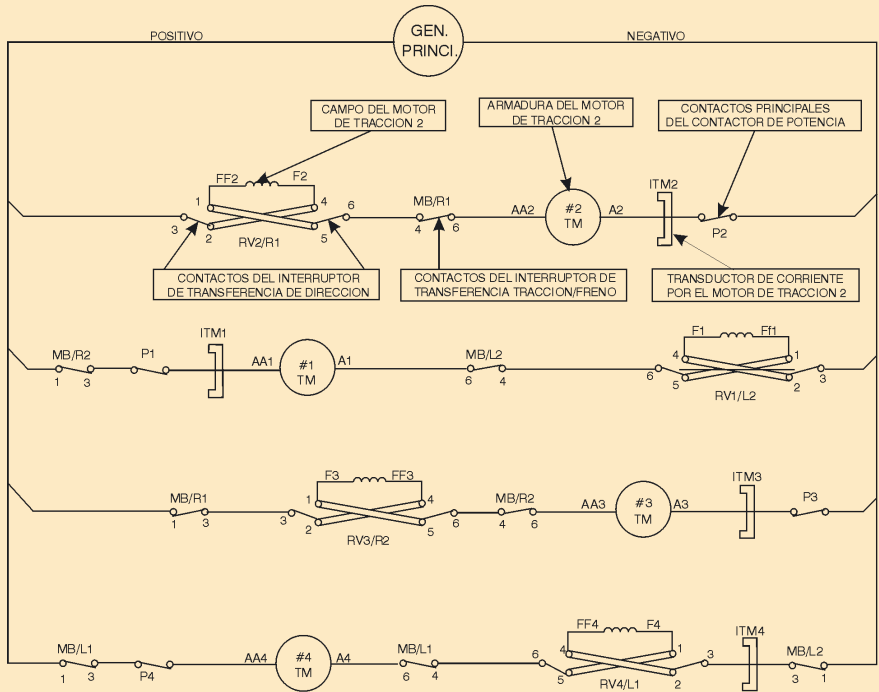 GEN.
PRINCI.
POSITIVO
NEGATIVO
CAMPO DEL MOTOR
DE TRACCION 2
ARMADURA DEL MOTOR
DE TRACCION 2
CONTACTOS PRINCIPALES
DEL CONTACTOR DE POTENCIA
FF2 F2
1 4
3 2 5 6
RV2/R1
MB/R1
4 6
AA2 #2 TM A2
ITM2
P2
CONTACTOS DEL INTERRUPTOR
DE TRANSFERENCIA DE DIRECCION
CONTACTOS DEL INTERRUPTOR DE
TRANSFERENCIA TRACCION/FRENO
TRANSDUCTOR DE CORRIENTE
POR EL MOTOR DE TRACCION 2
MB/R2
1 3
P1
ITM1
AA1 #1 TM A1
MB/L2
6 4
F1 Ff1
4 1
6 5 2 3
RV1/L2
MB/R1
1 3
F3 FF3
1 4
3 2 5 6
RV3/R2
MB/R2
4 6
AA3 #3 TM A3
ITM3
P3
MB/L1
1 3
P4
AA4 #4 TM A4
MB/L1
6 4
FF4 F4
4 1
6 5 2 3
RV4/L1
ITM4
MB/L2
3 1